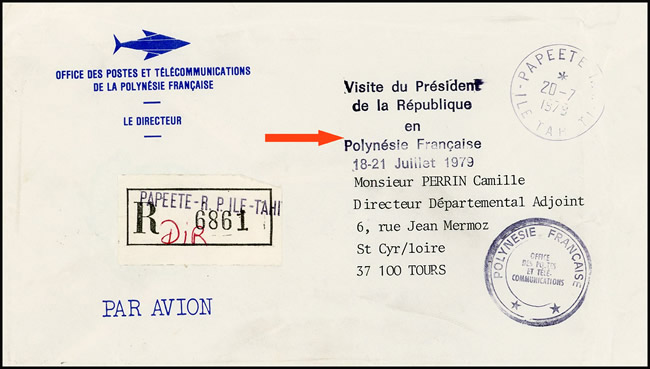 OFFICE DES POSTES ET TÉLÉCOMMUNICATIONS
DE LA POLYNÉSIE FRANÇAISE
LE DIRECTEUR
Visite du Président
de la République
en
Polynésie Française
18-21 Juillet 1979
PAPEETE
*
20-7
1979
ILE TAHITI
PAPEETE-R.P. ILE-TAHI
R 6861
DIR
Monsieur PERRIN Camille
Directeur Départemental Adjoint
6, rue Jean Mermoz
St Cyr/loire
37 100 TOURS
PAR AVION
POLYNÉSIE FRANÇAISE
OFFICE
DES POSTES
ET TÉLÉ-
COMMUNICATIONS